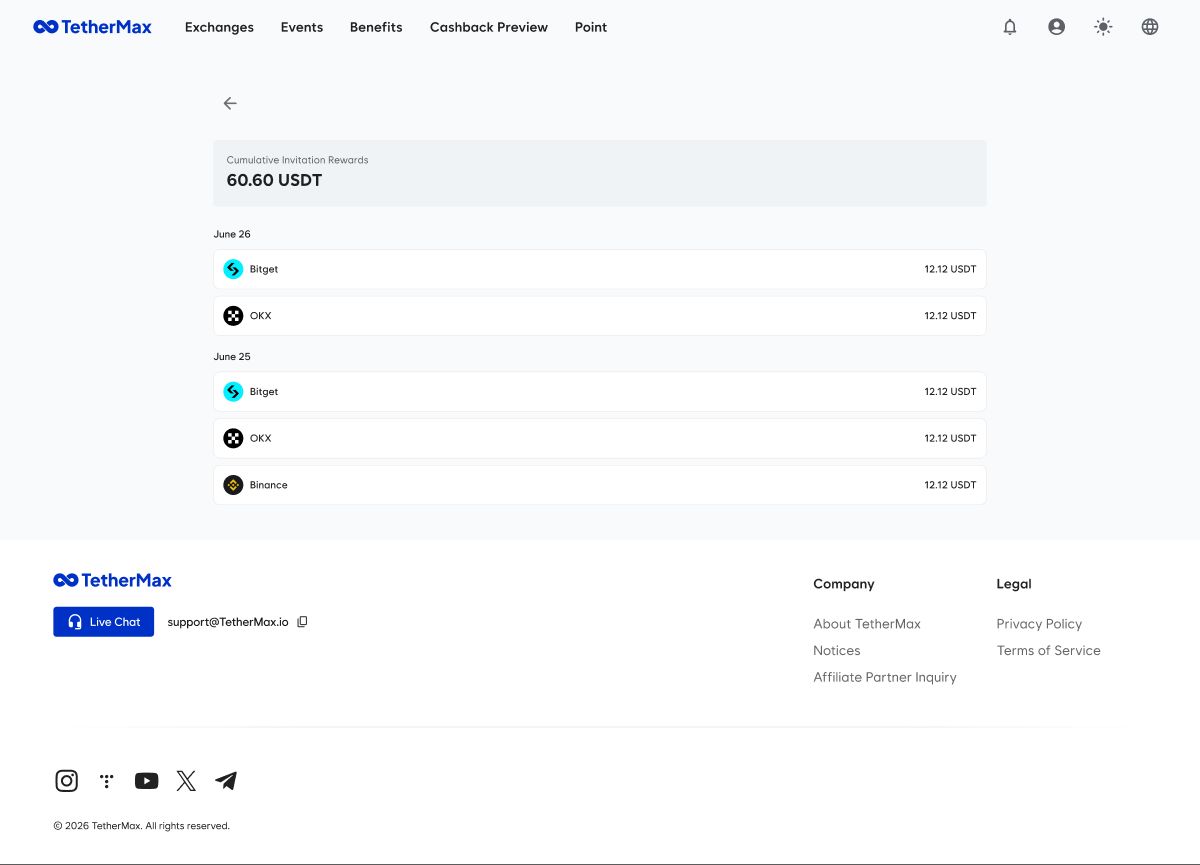 TetherMax Exchanges Events Benefits Cashback Preview Point
Cumulative Invitation Rewards
60.60 USDT
June 26
Bitget 12.12 USDT
OKX 12.12 USDT
June 25
Bitget 12.12 USDT
OKX 12.12 USDT
Binance 12.12 USDT
TetherMax
Live Chat support@TetherMax.io
Company
About TetherMax
Notices
Affiliate Partner Inquiry
Legal
Privacy Policy
Terms of Service
© 2026 TetherMax. All rights reserved.